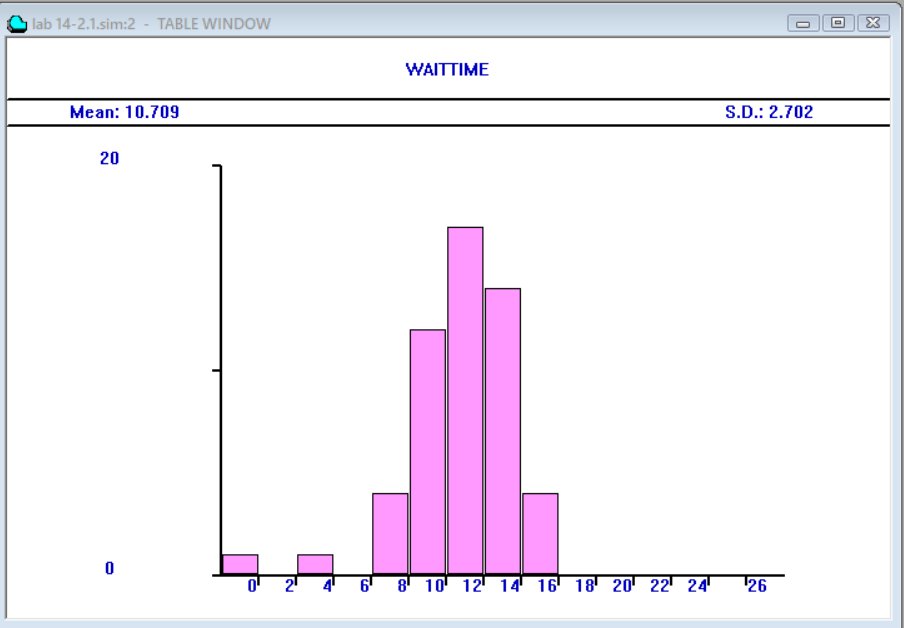 lab 14-2.1.sim:2 - TABLE WINDOW
WAITTIME
Mean: 10.709 S.D.: 2.702
20
0
0 2 4 6 8 10 12 14 16 18 20 22 24 26